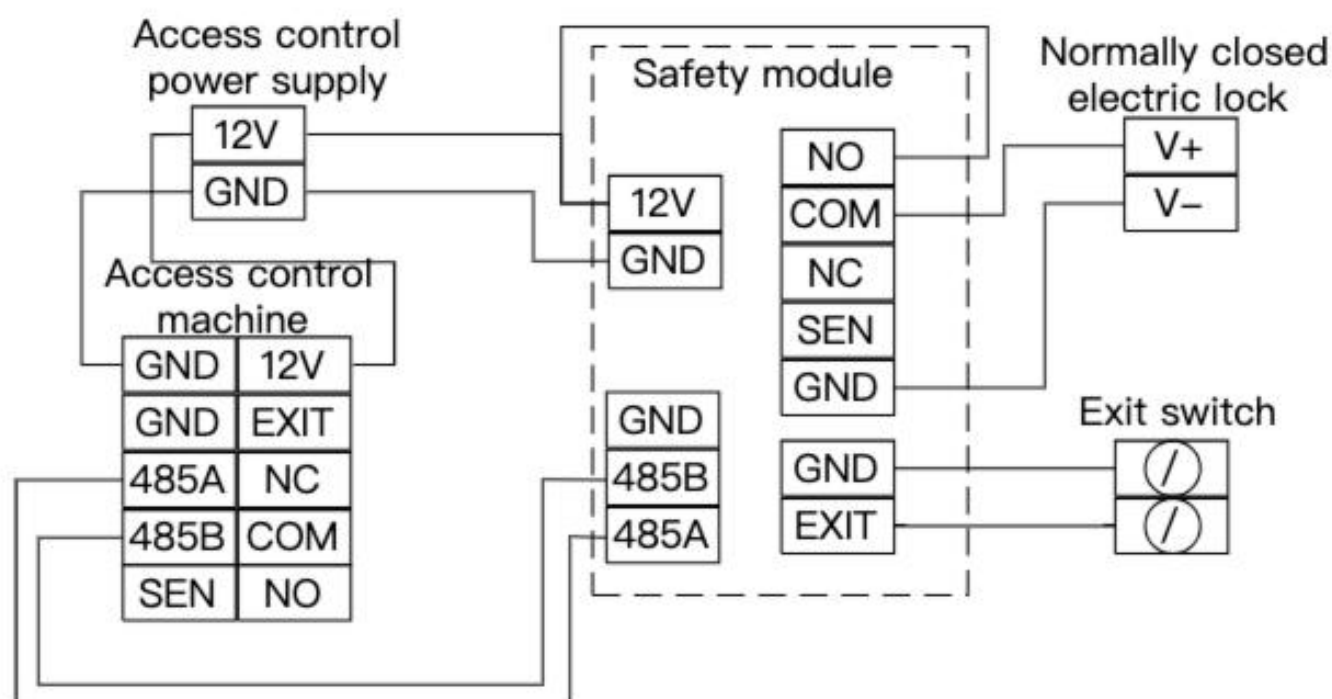 Access control
power supply
12V
GND
Access control
machine
GND 12V
GND EXIT
485A NC
485B COM
SEN NO
Safety module
12V
GND
GND
485B
485A
NO
COM
NC
SEN
GND
GND
EXIT
Normally closed
electric lock
V+
V−
Exit switch